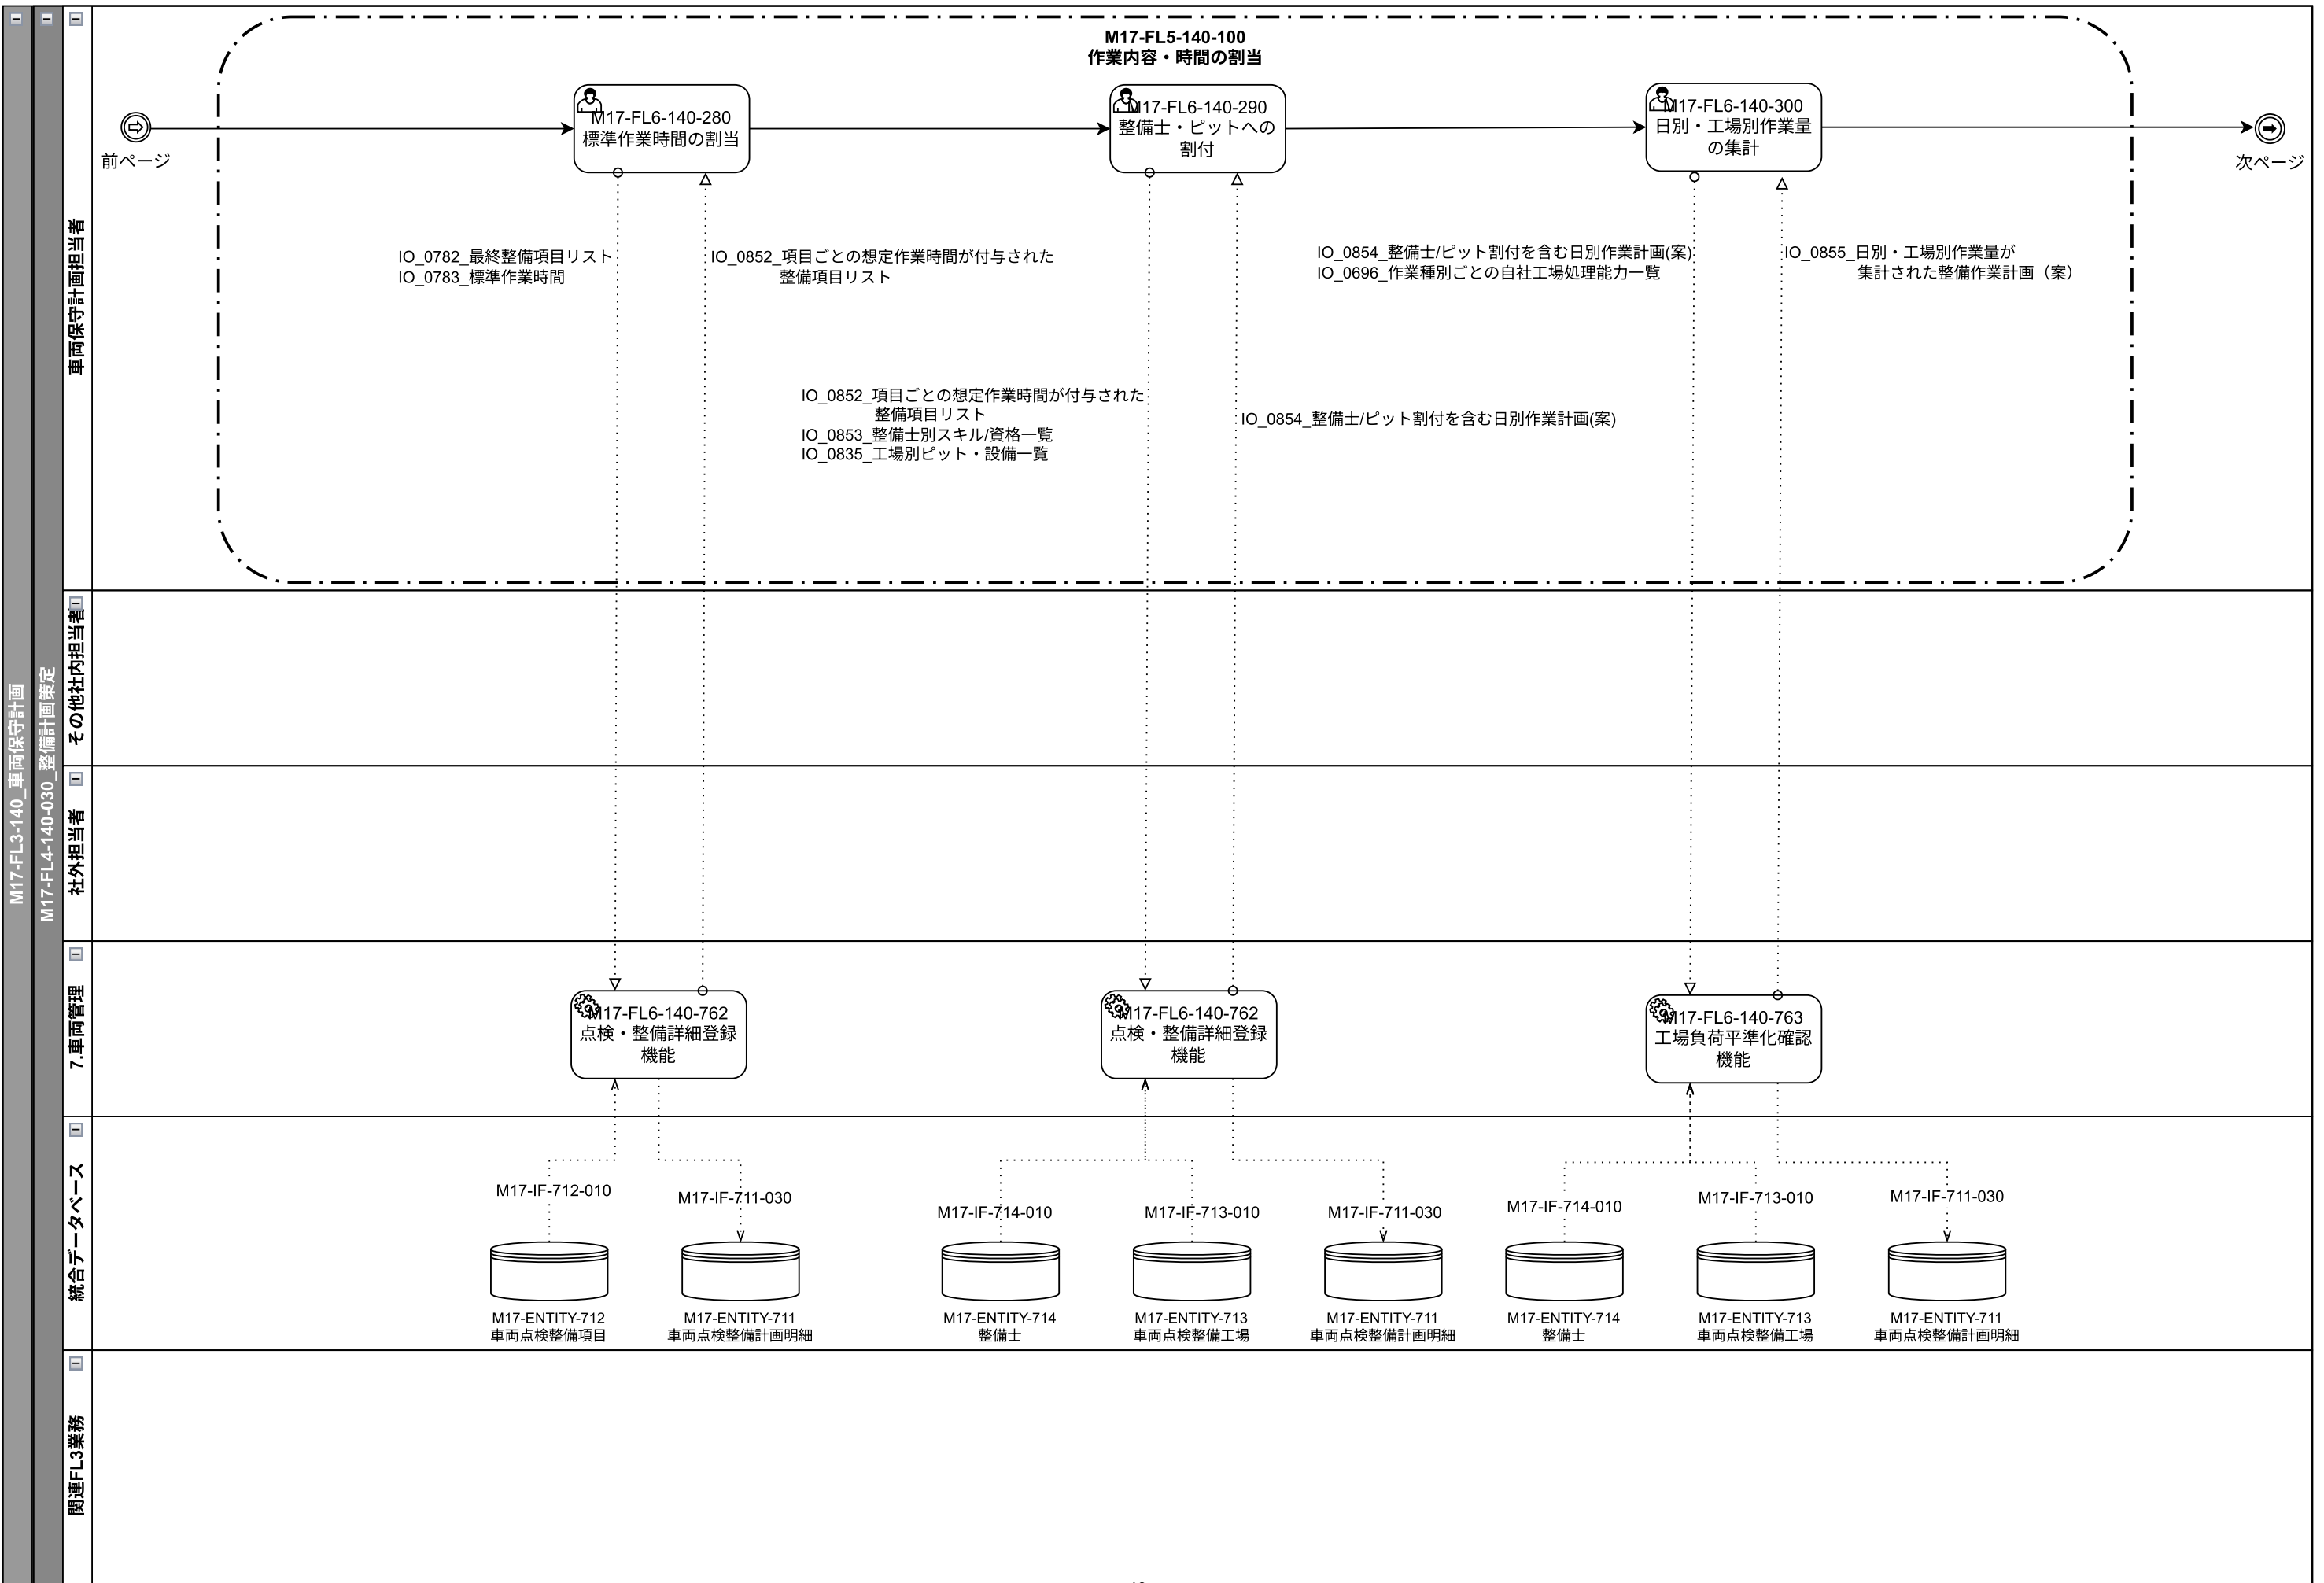 M17-FL3-140_車両保守計画
M17-FL4-140-030_整備計画策定
車両保守計画担当者
M17-FL5-140-100
作業内容・時間の割当
前ページ
M17-FL6-140-280
標準作業時間の割当
M17-FL6-140-290
整備士・ピットへの
割付
M17-FL6-140-300
日別・工場別作業量
の集計
次ページ
IO_0782_最終整備項目リスト
IO_0783_標準作業時間
IO_0852_項目ごとの想定作業時間が付与された
整備項目リスト
IO_0852_項目ごとの想定作業時間が付与された
整備項目リスト
IO_0853_整備士別スキル/資格一覧
IO_0835_工場別ピット・設備一覧
IO_0854_整備士/ピット割付を含む日別作業計画(案)
IO_0854_整備士/ピット割付を含む日別作業計画(案)
IO_0696_作業種別ごとの自社工場処理能力一覧
IO_0855_日別・工場別作業量が
集計された整備作業計画（案）
その他社内担当者
社外担当者
7.車両管理
M17-FL6-140-762
点検・整備詳細登録
機能
M17-FL6-140-762
点検・整備詳細登録
機能
M17-FL6-140-763
工場負荷平準化確認
機能
統合データベース
M17-IF-712-010
M17-IF-711-030
M17-IF-714-010
M17-IF-713-010
M17-IF-711-030
M17-IF-714-010
M17-IF-713-010
M17-IF-711-030
M17-ENTITY-712
車両点検整備項目
M17-ENTITY-711
車両点検整備計画明細
M17-ENTITY-714
整備士
M17-ENTITY-713
車両点検整備工場
M17-ENTITY-711
車両点検整備計画明細
M17-ENTITY-714
整備士
M17-ENTITY-713
車両点検整備工場
M17-ENTITY-711
車両点検整備計画明細
関連FL3業務